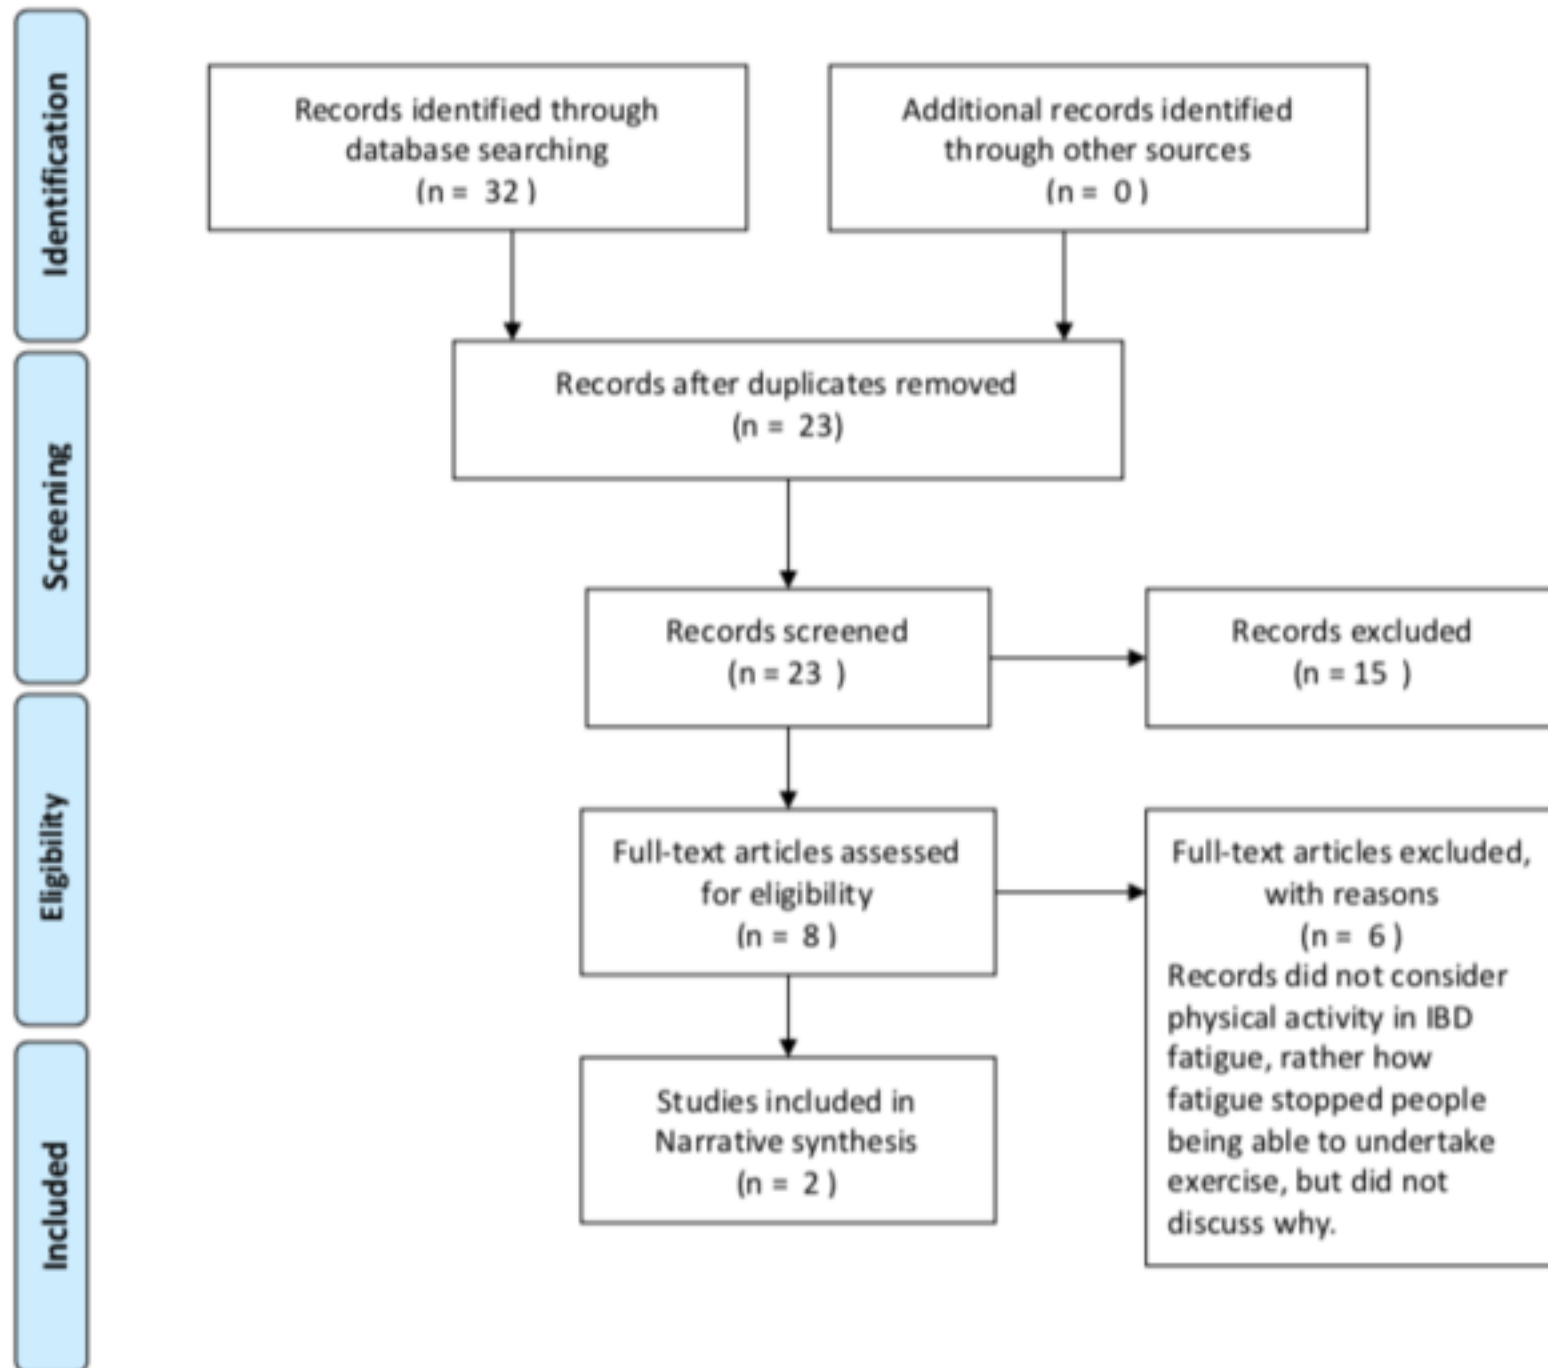 Identification
Records identified through
database searching
(n = 32 )
Additional records identified
through other sources
(n = 0 )
Screening
Records after duplicates removed
(n = 23)
Records screened
(n = 23 )
Records excluded
(n = 15 )
Eligibility
Full-text articles assessed
for eligibility
(n = 8 )
Full-text articles excluded,
with reasons
(n = 6 )
Records did not consider
physical activity in IBD
fatigue, rather how
fatigue stopped people
being able to undertake
exercise, but did not
discuss why.
Included
Studies included in
Narrative synthesis
(n = 2 )